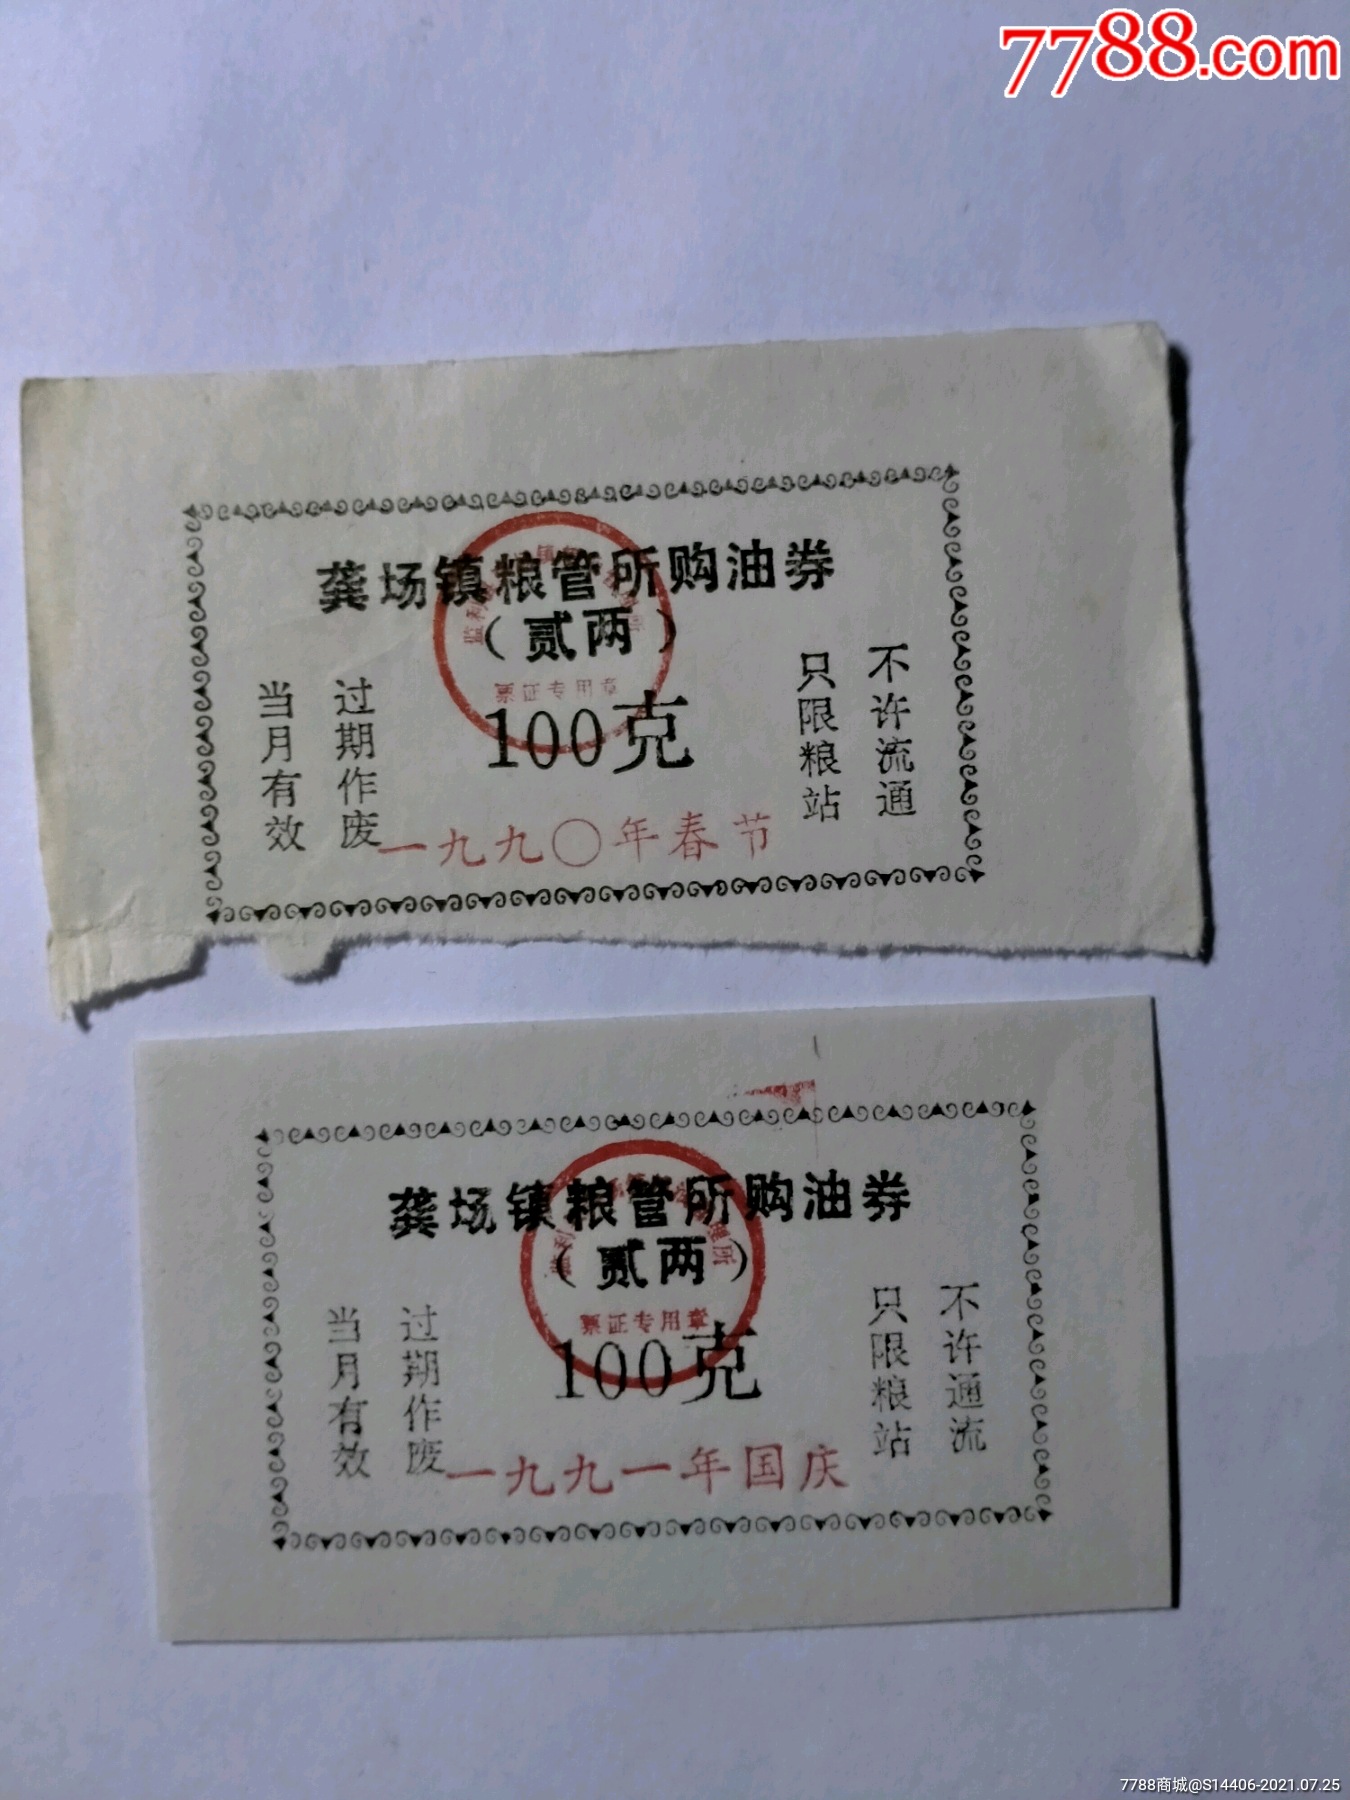 7788.com
龚场镇粮管所购油券
(贰两)
票证专用章
100克
当月有效
过期作废
只限粮站
不许流通
一九九〇年春节
龚场镇粮管所购油券
(贰两)
票证专用章
100克
当月有效
过期作废
只限粮站
不许通流
一九九一年国庆
7788商城@S14406-2021.07.25